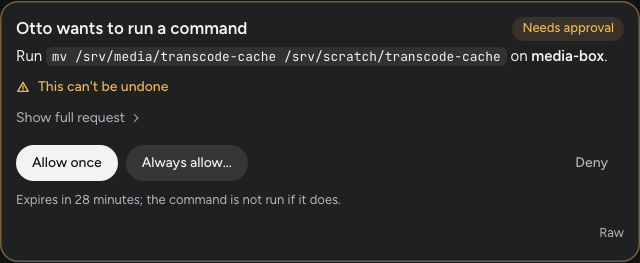 Otto wants to run a command
Needs approval
Run mv /srv/media/transcode-cache /srv/scratch/transcode-cache on media-box.
This can't be undone
Show full request
Allow once
Always allow...
Deny
Expires in 28 minutes; the command is not run if it does.
Raw